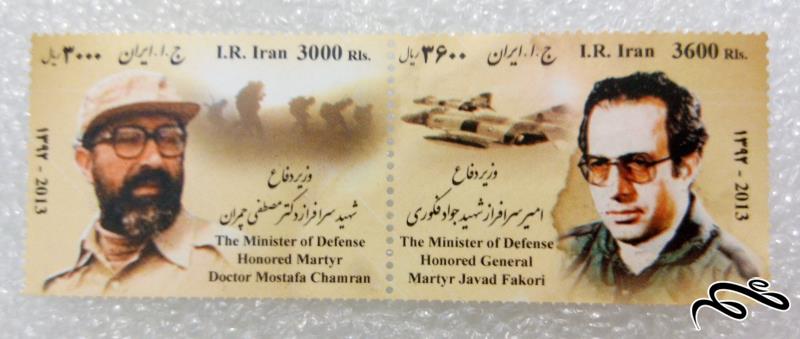 ۳۰۰۰ ریال
ج.ا.ایران
I.R. Iran 3000 Rls.
۱۳۹۲ - 2013
وزیر دفاع
شهید سرافراز دکتر مصطفی چمران
The Minister of Defense
Honored Martyr
Doctor Mostafa Chamran
۳۶۰۰ ریال
ج.ا.ایران
I.R. Iran 3600 Rls.
وزیر دفاع
امیر سرافراز شهید جواد فکوری
The Minister of Defense
Honored General
Martyr Javad Fakori
۱۳۹۲ - 2013